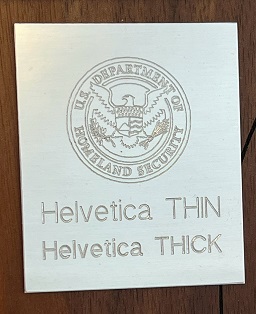 U.S. DEPARTMENT OF
HOMELAND SECURITY
Helvetica THIN
Helvetica THICK